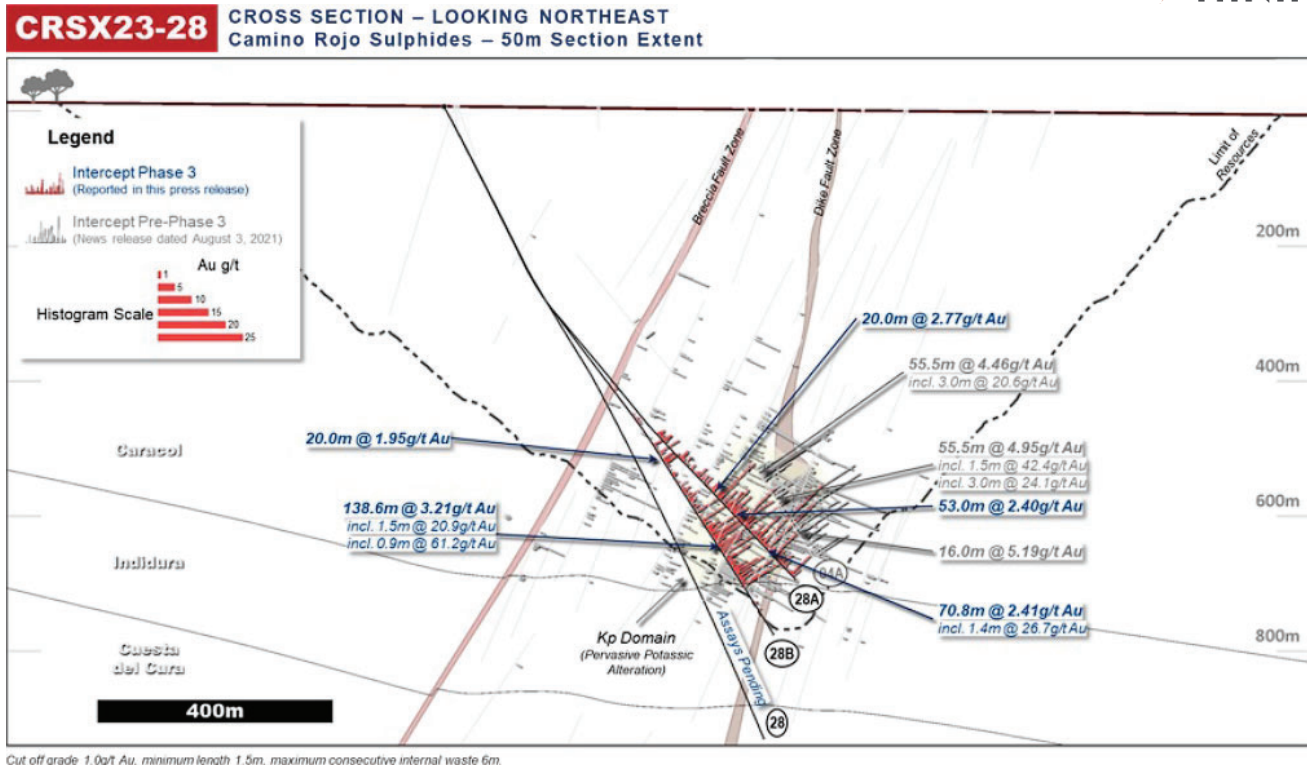 CRSX23-28
CROSS SECTION – LOOKING NORTHEAST
Camino Rojo Sulphides – 50m Section Extent
Legend
Intercept Phase 3
(Reported in this press release)
Intercept Pre-Phase 3
(News release dated August 3, 2021)
Au g/t
1
5
10
15
20
25
Histogram Scale
Breccia Fault Zone
Dike Fault Zone
Limit of
Resources
200m
400m
600m
800m
20.0m @ 2.77g/t Au
55.5m @ 4.46g/t Au
incl. 3.0m @ 20.6g/t Au
20.0m @ 1.95g/t Au
55.5m @ 4.95g/t Au
incl. 1.5m @ 42.4g/t Au
incl. 3.0m @ 24.1g/t Au
138.6m @ 3.21g/t Au
incl. 1.5m @ 20.9g/t Au
incl. 0.9m @ 61.2g/t Au
53.0m @ 2.40g/t Au
16.0m @ 5.19g/t Au
70.8m @ 2.41g/t Au
incl. 1.4m @ 26.7g/t Au
Caracol
Indidura
Cuesta
del Cura
Kp Domain
(Pervasive Potassic
Alteration)
Assays Pending
04A
28A
28B
28
400m
Cut off grade 1.0g/t Au, minimum length 1.5m, maximum consecutive internal waste 6m.